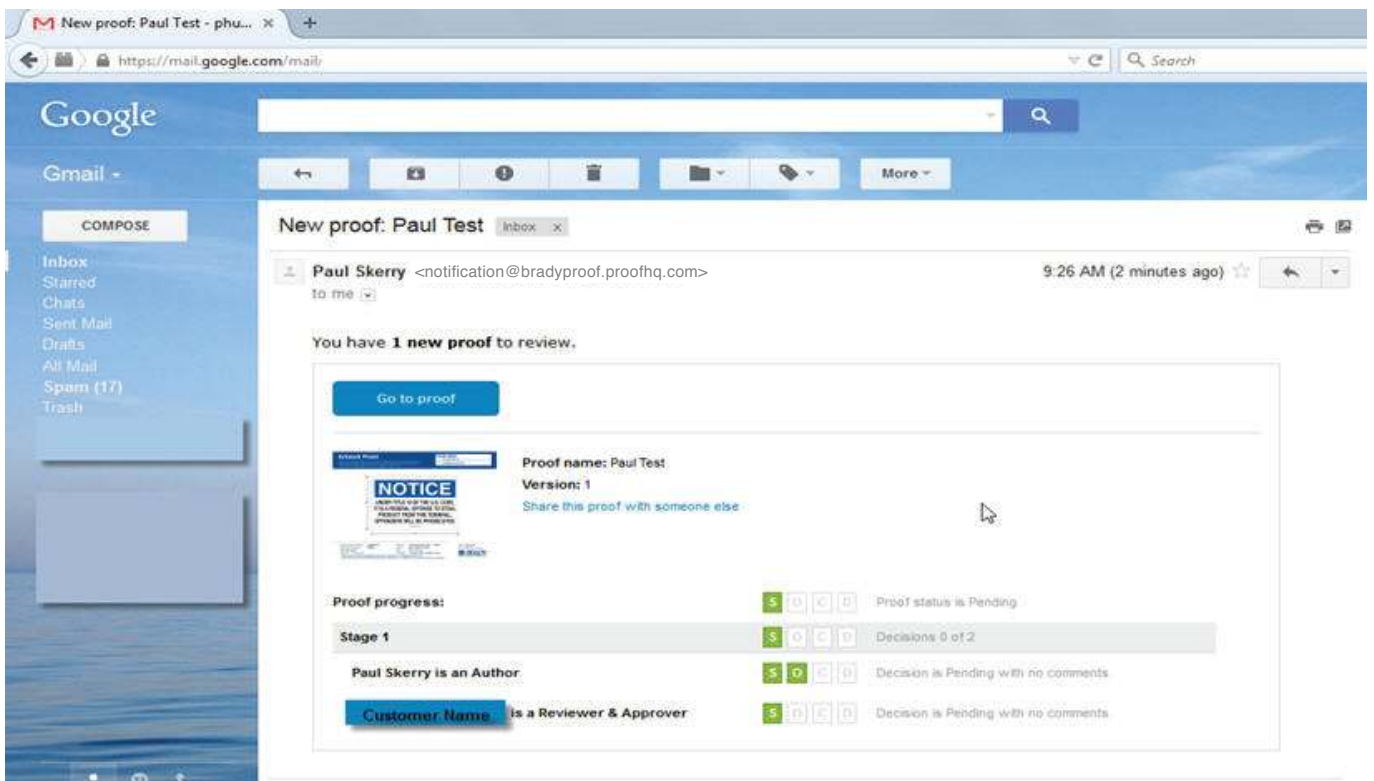 New proof: Paul Test - phu...
https://mail.google.com/mail/
Search
Google
Gmail
More
COMPOSE
New proof: Paul Test Inbox x
Inbox
Starred
Chats
Sent Mail
Drafts
All Mail
Spam (17)
Trash
Paul Skerry <notification@bradyproof.proofhq.com>
9:26 AM (2 minutes ago)
to me
You have 1 new proof to review.
Go to proof
NOTICE
Proof name: Paul Test
Version: 1
Share this proof with someone else
Proof progress: S O C D Proof status is Pending
Stage 1 S O C D Decisions 0 of 2
Paul Skerry is an Author S O C D Decision is Pending with no comments
Customer Name is a Reviewer & Approver S O C D Decision is Pending with no comments